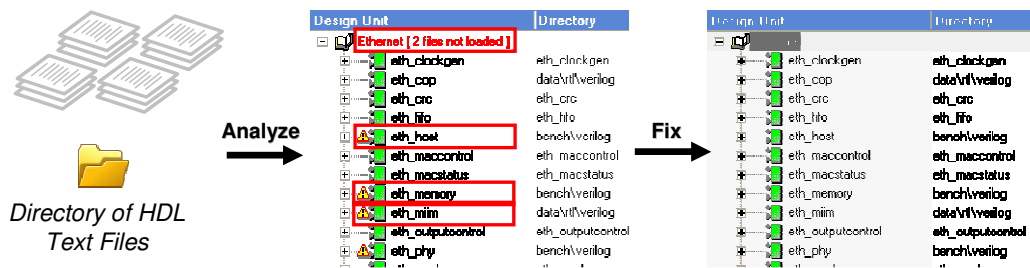 Directory of HDL
Text Files
Analyze
Design Unit Directory
Ethernet [ 2 files not loaded ]
eth_clockgen eth_clockgen
eth_cop data\rtl\verilog
eth_crc eth_crc
eth_fifo eth_fifo
eth_host bench\verilog
eth_maccontrol eth_maccontrol
eth_macstatus eth_macstatus
eth_memory bench\verilog
eth_miim data\rtl\verilog
eth_outputcontrol eth_outputcontrol
eth_phy bench\verilog
Fix
Design Unit Directory
eth_clockgen eth_clockgen
eth_cop data\rtl\verilog
eth_crc eth_crc
eth_fifo eth_fifo
eth_host bench\verilog
eth_maccontrol eth_maccontrol
eth_macstatus eth_macstatus
eth_memory bench\verilog
eth_miim data\rtl\verilog
eth_outputcontrol eth_outputcontrol
eth_phy bench\verilog